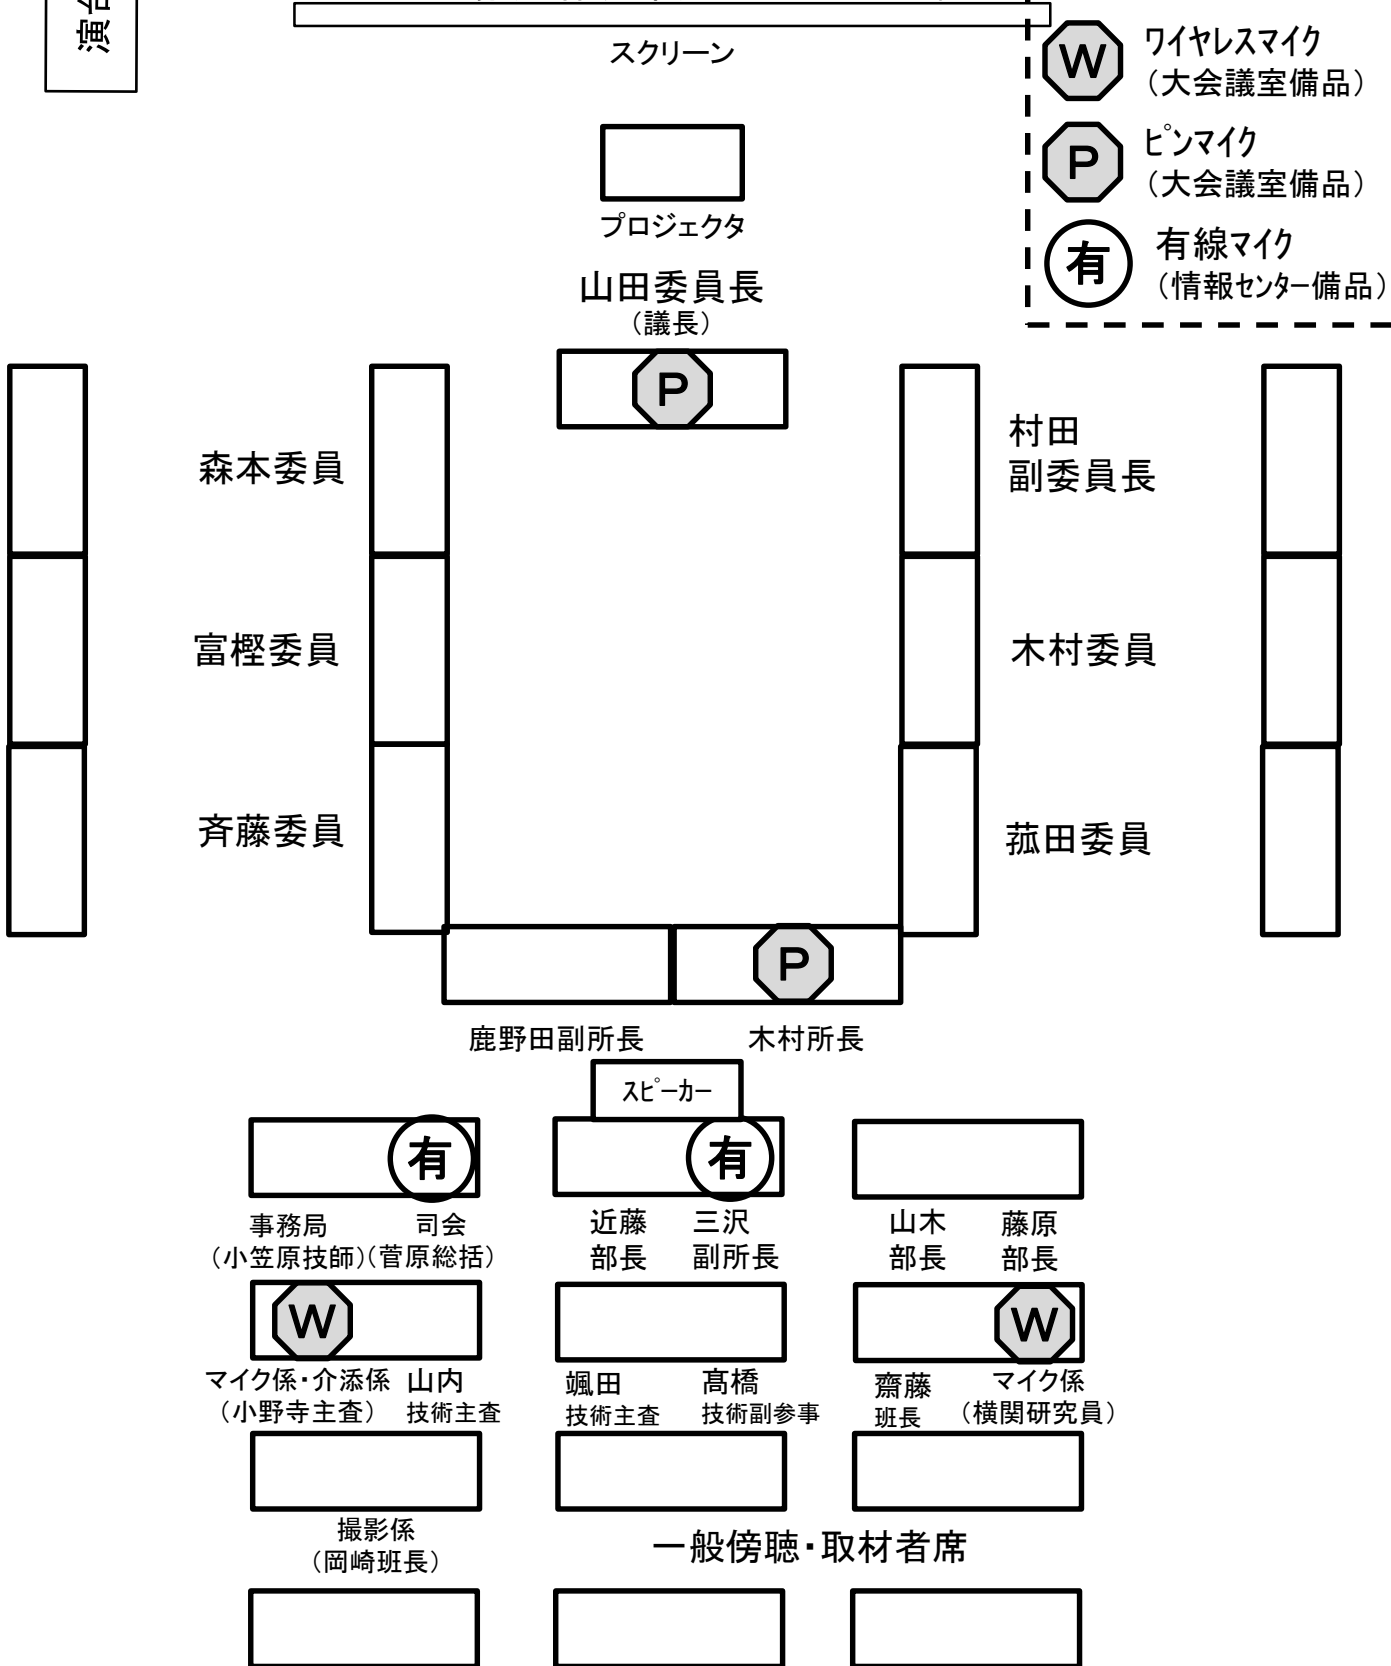 スクリーン
Ｗ
ワイヤレスマイク
（大会議室備品）
Ｐ
ピンマイク
（大会議室備品）
有
有線マイク
（情報センター備品）
プロジェクタ
山田委員長
（議長）
Ｐ
森本委員
村田
副委員長
富樫委員
木村委員
斉藤委員
菰田委員
Ｐ
鹿野田副所長
木村所長
スピーカー
有
有
事務局
（小笠原技師）
司会
（菅原総括）
近藤
部長
三沢
副所長
山木
部長
藤原
部長
Ｗ
Ｗ
マイク係・介添係
（小野寺主査）
山内
技術主査
颯田
技術主査
髙橋
技術副参事
齋藤
班長
マイク係
（横関研究員）
撮影係
（岡崎班長）
一般傍聴・取材者席